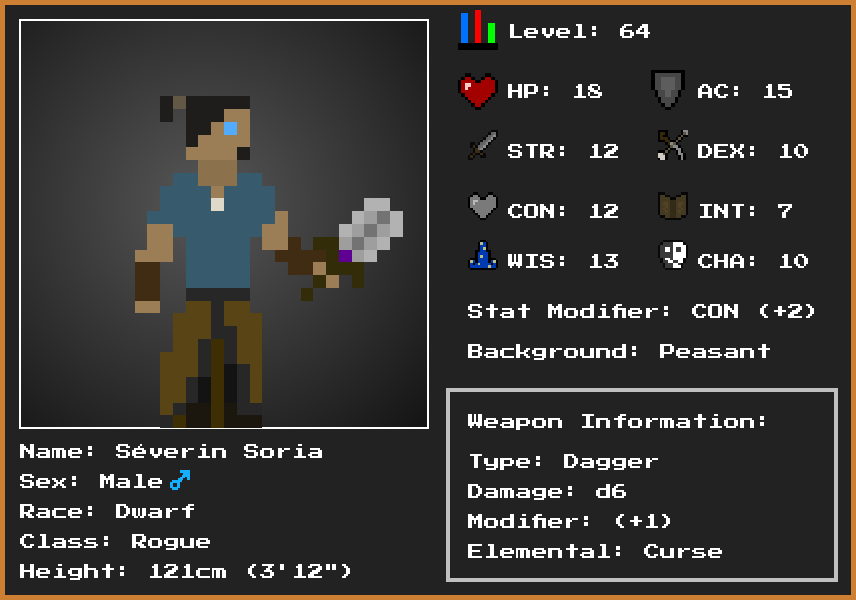 Level: 64
HP: 18
AC: 15
STR: 12
DEX: 10
CON: 12
INT: 7
WIS: 13
CHA: 10
Stat Modifier: CON (+2)
Background: Peasant
Weapon Information:
Type: Dagger
Damage: d6
Modifier: (+1)
Elemental: Curse
Name: Séverin Soria
Sex: Male♂
Race: Dwarf
Class: Rogue
Height: 121cm (3'12")